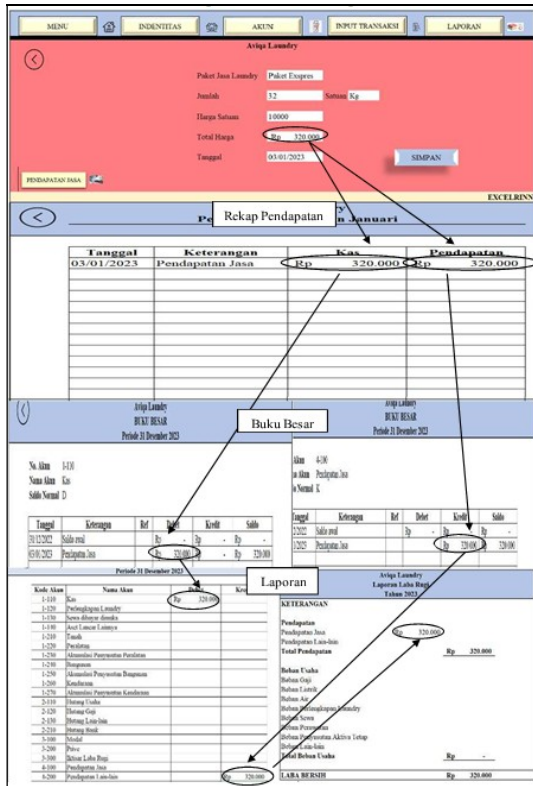 MENU INDENTITAS AKUN INPUT TRANSAKSI LAPORAN
Aviqa Laundry
Paket Jasa Laundry Paket Exspres
Jumlah 32 Satuan Kg
Harga Satuan 10000
Total Harga Rp 320.000
Tanggal 03/01/2023
SIMPAN
PENDAPATAN JASA
EXCELRINN
Rekap Pendapatan
Januari
Tanggal Keterangan Kas Pendapatan
03/01/2023 Pendapatan Jasa Rp 320.000 Rp 320.000
Buku Besar
Aviqa Laundry
BUKU BESAR
Periode 31 Desember 2023
No. Akun 1-110
Nama Akun Kas
Saldo Normal D
Tanggal Keterangan Ref Debet Kredit Saldo
31/12/2022 Saldo awal Rp - Rp - Rp -
03/01/2023 Pendapatan Jasa Rp 320.000 Rp - Rp 320.000
Aviqa Laundry
BUKU BESAR
Periode 31 Desember 2023
Akun 4-100
Akun Pendapatan Jasa
Normal K
Tanggal Keterangan Ref Debet Kredit Saldo
2/2022 Saldo awal Rp - Rp - Rp -
1/2023 Pendapatan Jasa Rp 320.000 Rp 320.000
Laporan
Periode 31 Desember 2023
Kode Akun Nama Akun Debet
1-110 Kas Rp 320.000
1-120 Perlengkapan Laundry
1-130 Sewa dibayar dimuka
1-140 Aset Lancar Lainnya
1-210 Tanah
1-220 Peralatan
1-230 Akumulasi Penyusutan Peralatan
1-240 Bangunan
1-250 Akumulasi Penyusutan Bangunan
1-260 Kendaraan
1-270 Akumulasi Penyusutan Kendaraan
2-110 Hutang Usaha
2-120 Hutang Gaji
2-130 Hutang Lain-lain
2-210 Hutang Bank
3-100 Modal
3-200 Prive
3-300 Iktisar Laba Rugi
4-100 Pendapatan Jasa
4-200 Pendapatan Lain-lain Rp 320.000
Aviqa Laundry
Laporan Laba Rugi
Tahun 2023
KETERANGAN
Pendapatan
Pendapatan Jasa Rp 320.000
Pendapatan Lain-lain
Total Pendapatan Rp 320.000
Beban Usaha
Beban Gaji
Beban Listrik
Beban Air
Beban Perlengkapan Laundry
Beban Sewa
Beban Perawatan
Beban Penyusutan Aktiva Tetap
Beban Lain-lain
Total Beban Usaha Rp -
LABA BERSIH Rp 320.000